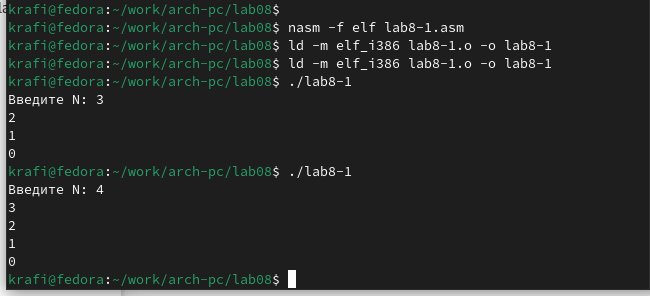 krafi@fedora:~/work/arch-pc/lab08$
krafi@fedora:~/work/arch-pc/lab08$ nasm -f elf lab8-1.asm
krafi@fedora:~/work/arch-pc/lab08$ ld -m elf_i386 lab8-1.o -o lab8-1
krafi@fedora:~/work/arch-pc/lab08$ ld -m elf_i386 lab8-1.o -o lab8-1
krafi@fedora:~/work/arch-pc/lab08$ ./lab8-1
Введите N: 3
2
1
0
krafi@fedora:~/work/arch-pc/lab08$ ./lab8-1
Введите N: 4
3
2
1
0
krafi@fedora:~/work/arch-pc/lab08$